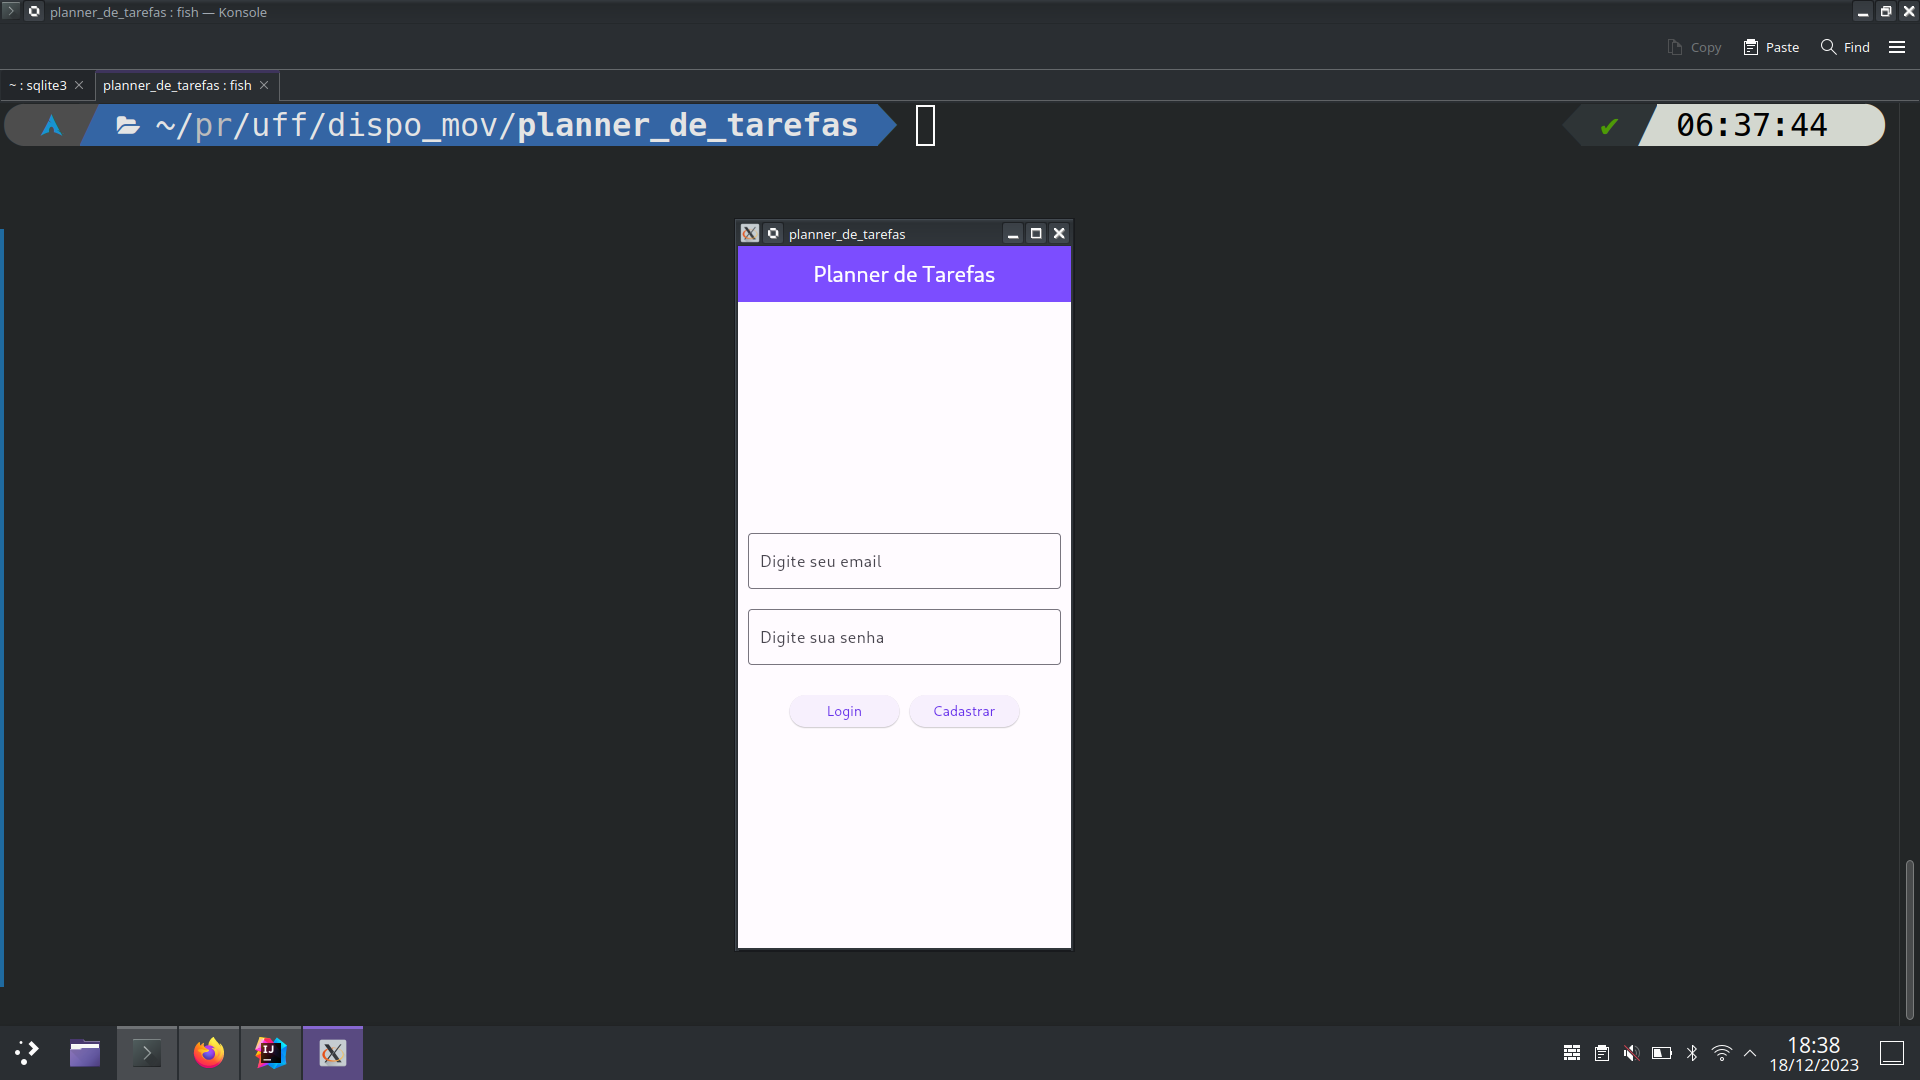 planner_de_tarefas : fish — Konsole
Copy Paste Find
~ : sqlite3 planner_de_tarefas : fish
~/pr/uff/dispo_mov/planner_de_tarefas 06:37:44
planner_de_tarefas
Planner de Tarefas
Digite seu email
Digite sua senha
Login Cadastrar
IJ
18:38
18/12/2023